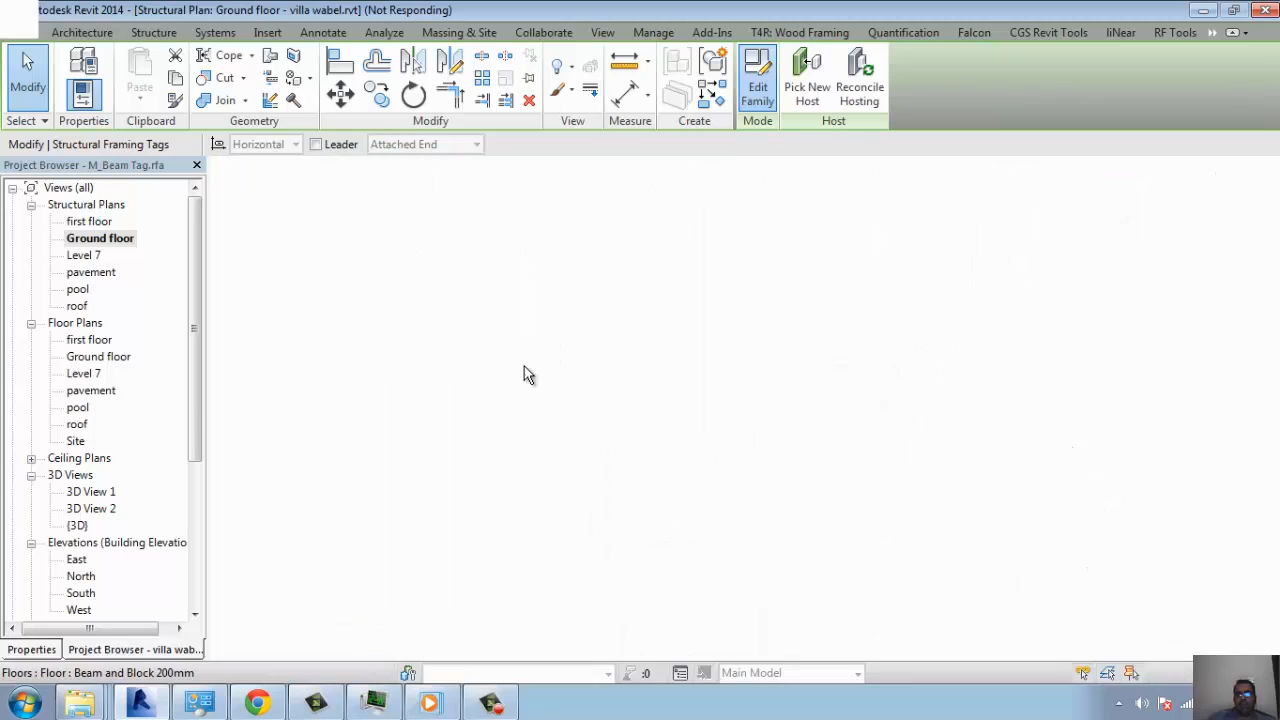 todesk Revit 2014 - [Structural Plan: Ground floor - villa wabel.rvt] (Not Responding)
Architecture Structure Systems Insert Annotate Analyze Massing & Site Collaborate View Manage Add-Ins T4R: Wood Framing Quantification Falcon CGS Revit Tools liNear RF Tools
Modify
Paste
Cope
Cut
Join
Edit
Family
Pick New
Host
Reconcile
Hosting
Select Properties Clipboard Geometry Modify View Measure Create Mode Host
Modify | Structural Framing Tags Horizontal Leader Attached End
Project Browser - M_Beam Tag.rfa
Views (all)
Structural Plans
first floor
Ground floor
Level 7
pavement
pool
roof
Floor Plans
first floor
Ground floor
Level 7
pavement
pool
roof
Site
Ceiling Plans
3D Views
3D View 1
3D View 2
{3D}
Elevations (Building Elevatio
East
North
South
West
Properties Project Browser - villa wab...
Floors : Floor : Beam and Block 200mm :0 Main Model